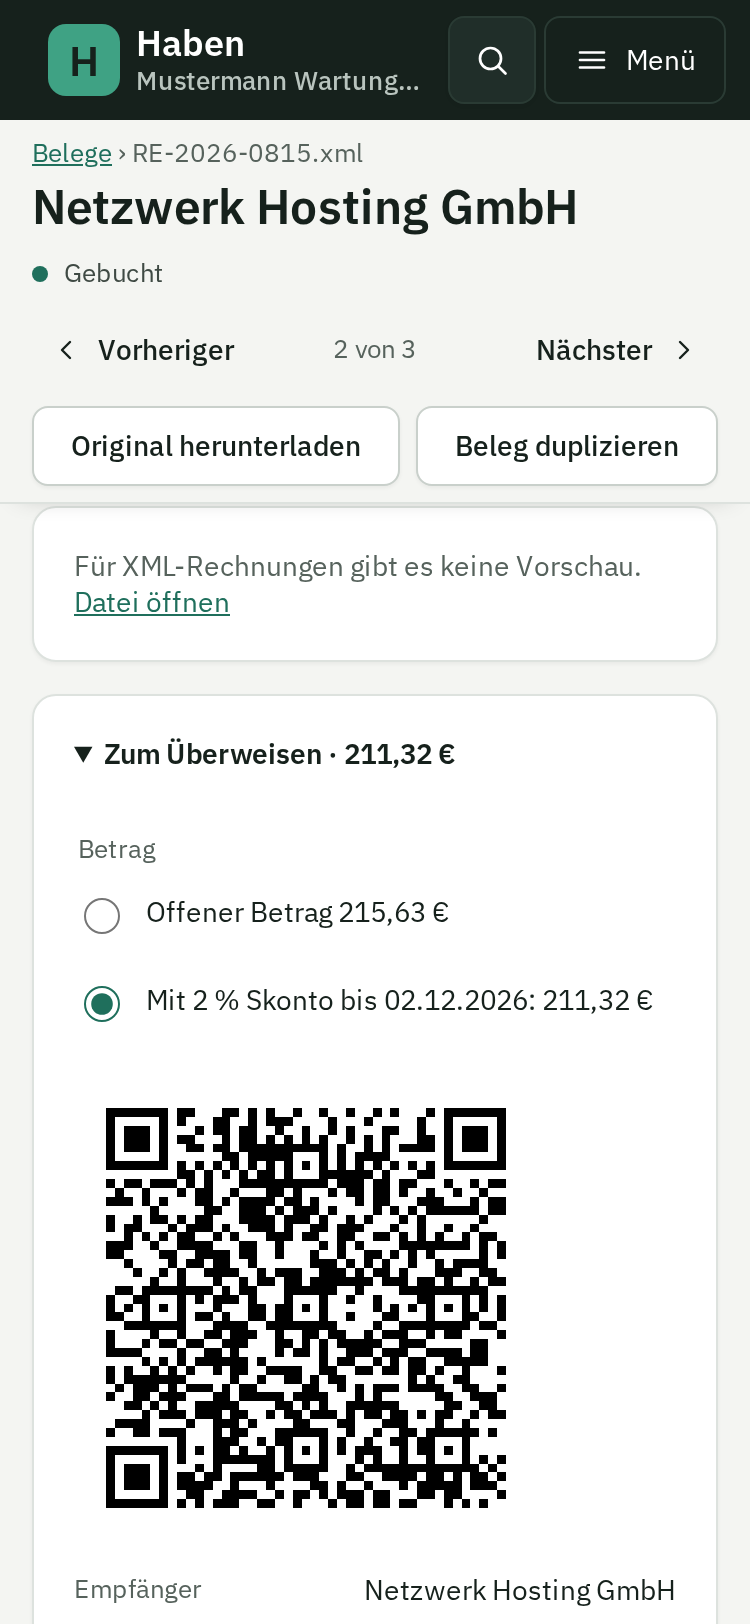 H
Haben
Mustermann Wartung…
Menü
Belege › RE-2026-0815.xml
Netzwerk Hosting GmbH
Gebucht
Vorheriger
2 von 3
Nächster
Original herunterladen
Beleg duplizieren
Für XML-Rechnungen gibt es keine Vorschau.
Datei öffnen
Zum Überweisen · 211,32 €
Betrag
Offener Betrag 215,63 €
Mit 2 % Skonto bis 02.12.2026: 211,32 €
Empfänger
Netzwerk Hosting GmbH